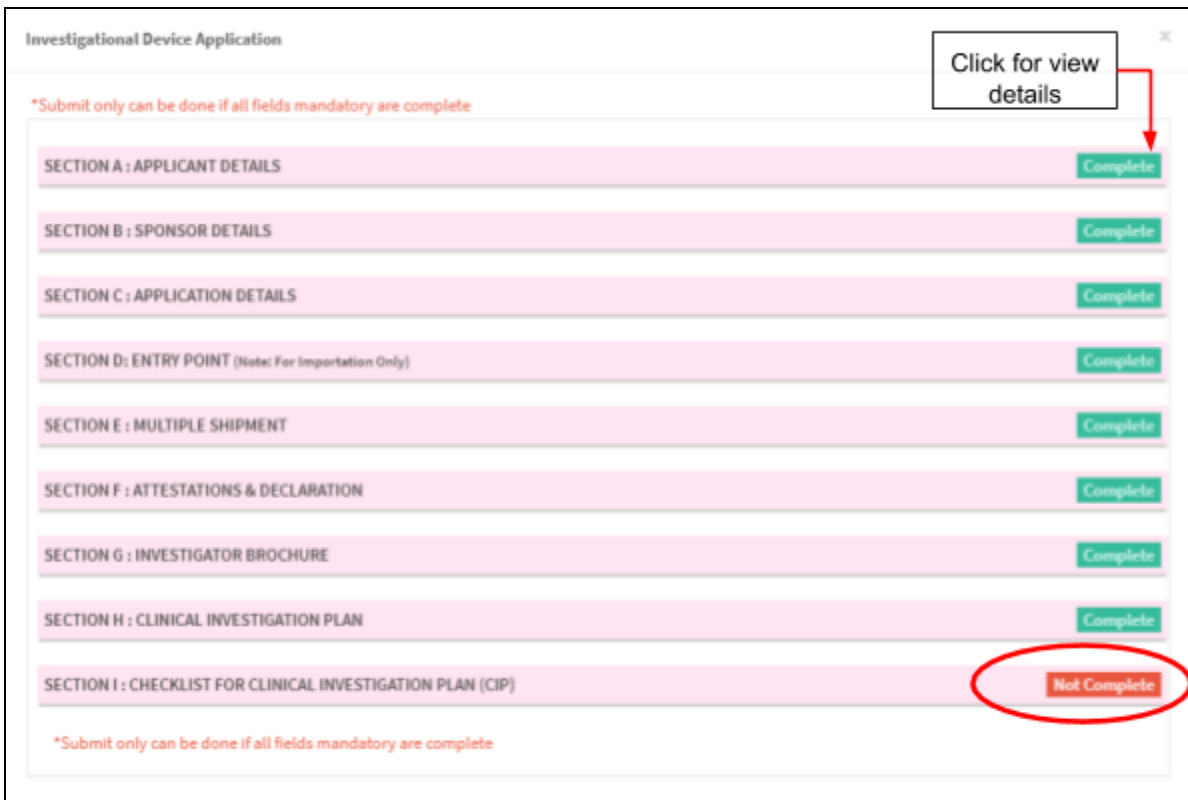 Investigational Device Application
×
Click for view
details
*Submit only can be done if all fields mandatory are complete
SECTION A : APPLICANT DETAILS Complete
SECTION B : SPONSOR DETAILS Complete
SECTION C : APPLICATION DETAILS Complete
SECTION D: ENTRY POINT (Note: For Importation Only) Complete
SECTION E : MULTIPLE SHIPMENT Complete
SECTION F : ATTESTATIONS & DECLARATION Complete
SECTION G : INVESTIGATOR BROCHURE Complete
SECTION H : CLINICAL INVESTIGATION PLAN Complete
SECTION I : CHECKLIST FOR CLINICAL INVESTIGATION PLAN (CIP) Not Complete
*Submit only can be done if all fields mandatory are complete